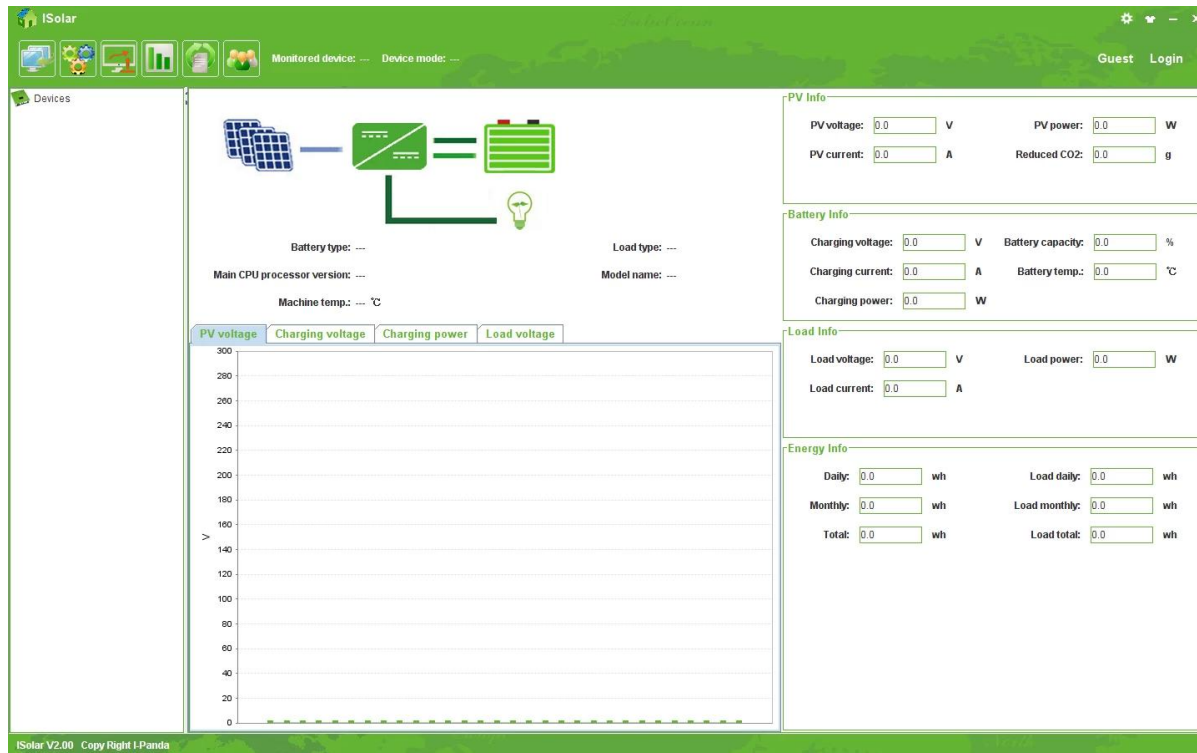 ISolar
Monitored device: --- Device mode: ---
Guest Login
Devices
Battery type: --- Load type: ---
Main CPU processor version: --- Model name: ---
Machine temp.: --- ℃
PV voltage Charging voltage Charging power Load voltage
300
280
260
240
220
200
180
160
140
120
100
80
60
40
20
0
V
PV Info
PV voltage: 0.0 V PV power: 0.0 W
PV current: 0.0 A Reduced CO2: 0.0 g
Battery Info
Charging voltage: 0.0 V Battery capacity: 0.0 %
Charging current: 0.0 A Battery temp.: 0.0 ℃
Charging power: 0.0 W
Load Info
Load voltage: 0.0 V Load power: 0.0 W
Load current: 0.0 A
Energy Info
Daily: 0.0 wh Load daily: 0.0 wh
Monthly: 0.0 wh Load monthly: 0.0 wh
Total: 0.0 wh Load total: 0.0 wh
ISolar V2.00 Copy Right I-Panda